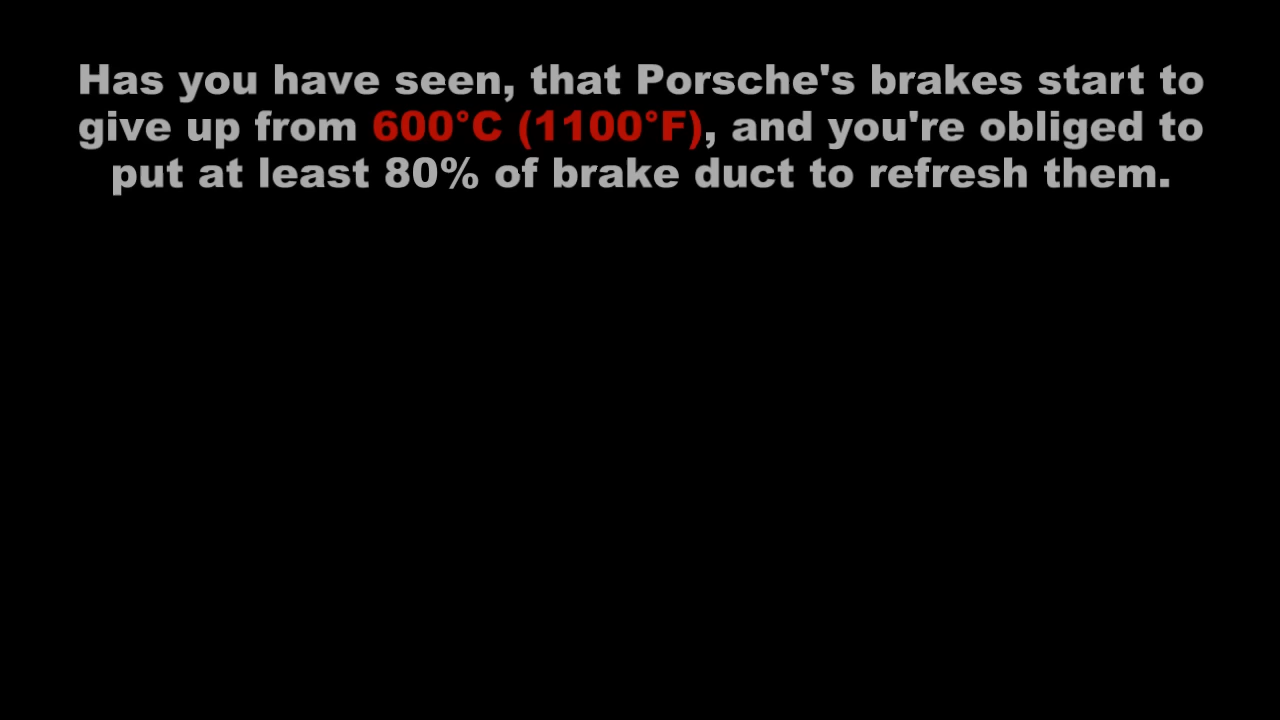 Has you have seen, that Porsche's brakes start to
give up from 600°C (1100°F), and you're obliged to
put at least 80% of brake duct to refresh them.